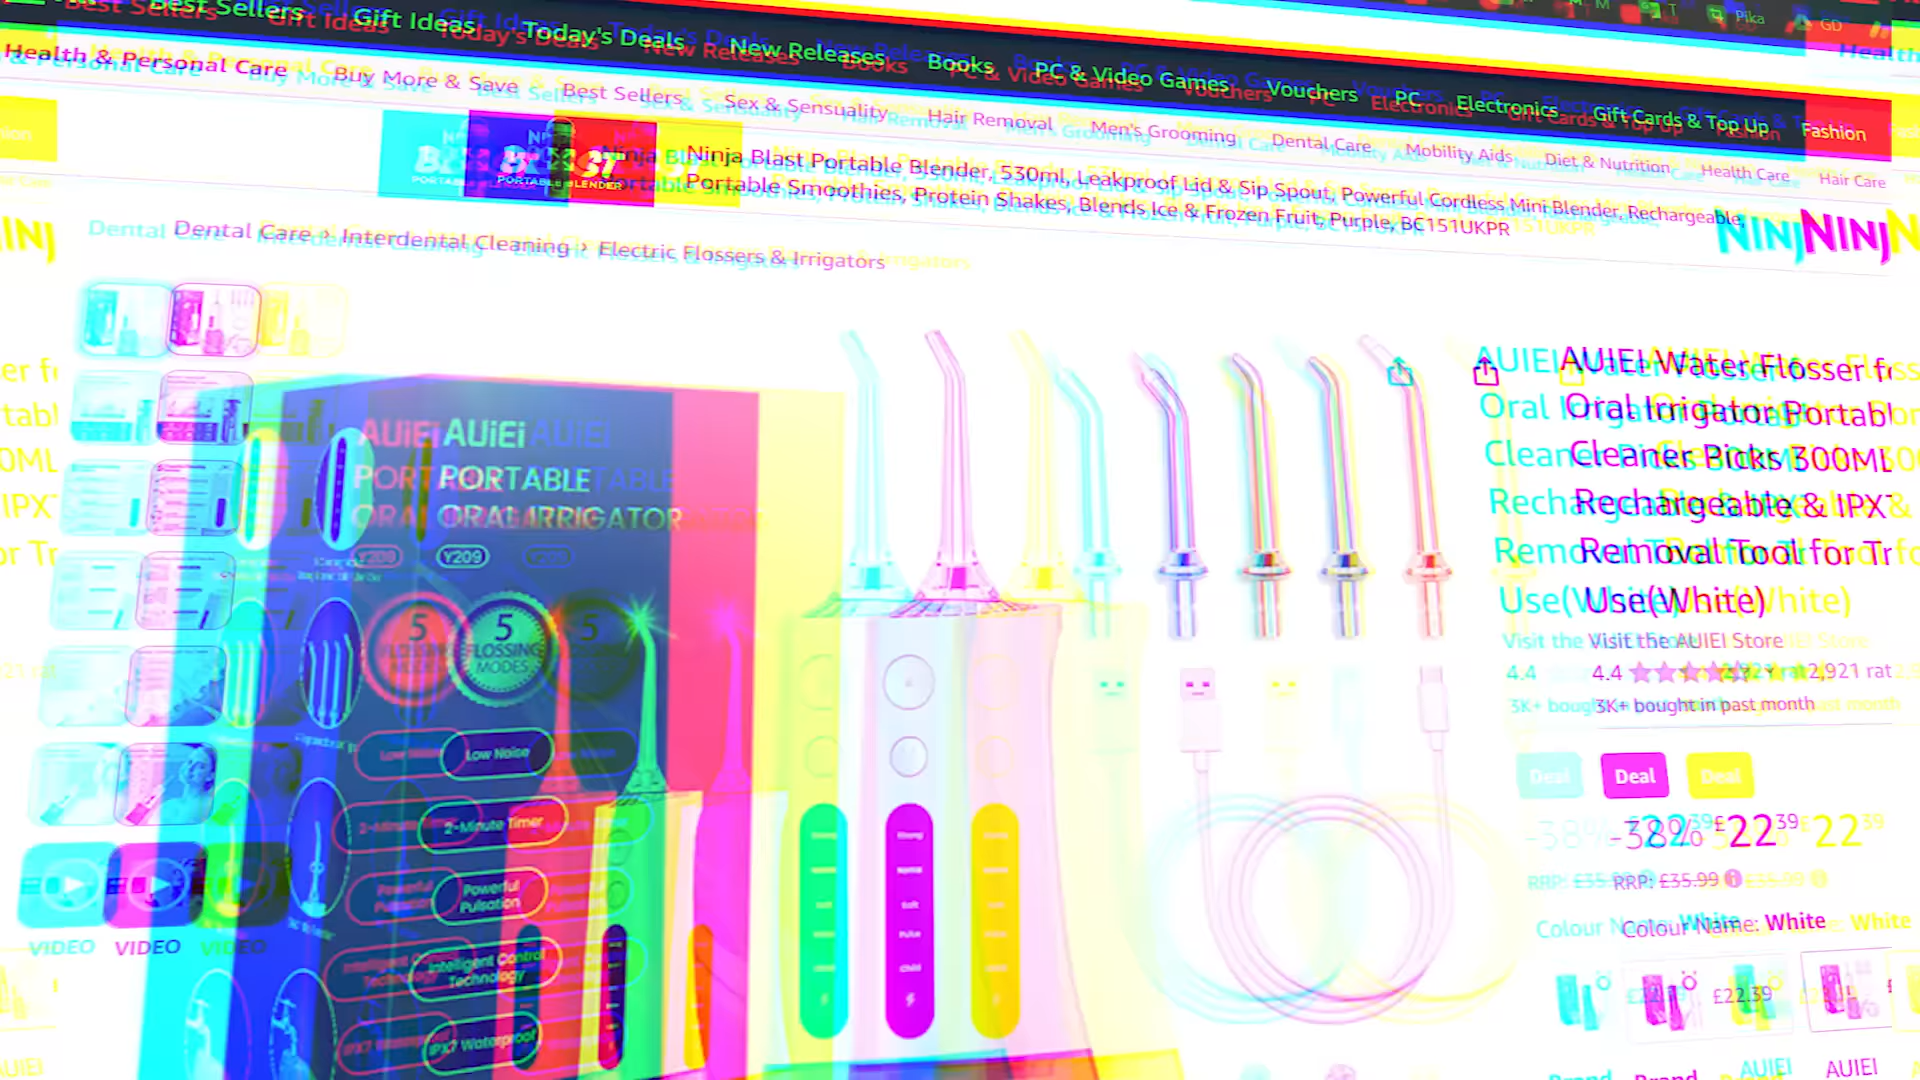 Pika
GD
Best Sellers
Gift Ideas
Today's Deals
New Releases
Books
PC & Video Games
Vouchers
PC
Electronics
Gift Cards & Top Up
Fashion
Health & Personal Care
Buy More & Save
Best Sellers
Sex & Sensuality
Hair Removal
Men's Grooming
Dental Care
Mobility Aids
Diet & Nutrition
Health Care
Hair Care
PORTABLE BLENDER
Ninja Blast Portable Blender, 530ml, Leakproof Lid & Sip Spout, Powerful Cordless Mini Blender, Rechargeable,
Portable Smoothies, Protein Shakes, Blends Ice & Frozen Fruit, Purple, BC151UKPR
Dental Care › Interdental Cleaning › Electric Flossers & Irrigators
AUiEi
PORTABLE
ORAL IRRIGATOR
Y209
5
FLOSSING
MODES
Low Noise
2-Minute Timer
Powerful
Pulsation
Intelligent Control
Technology
IPX7 Waterproof
VIDEO
AUIEI Water Flosser f
Oral Irrigator Portabl
Cleaner Picks 300ML
Rechargeable & IPX7
Removal Tool for Tr
Use(White)
Visit the AUIEI Store
4.4
2,921 rat
3K+ bought in past month
Deal
-38% £22 39
RRP: £35.99
Colour Name: White
£22.39
Brand
AUIEI